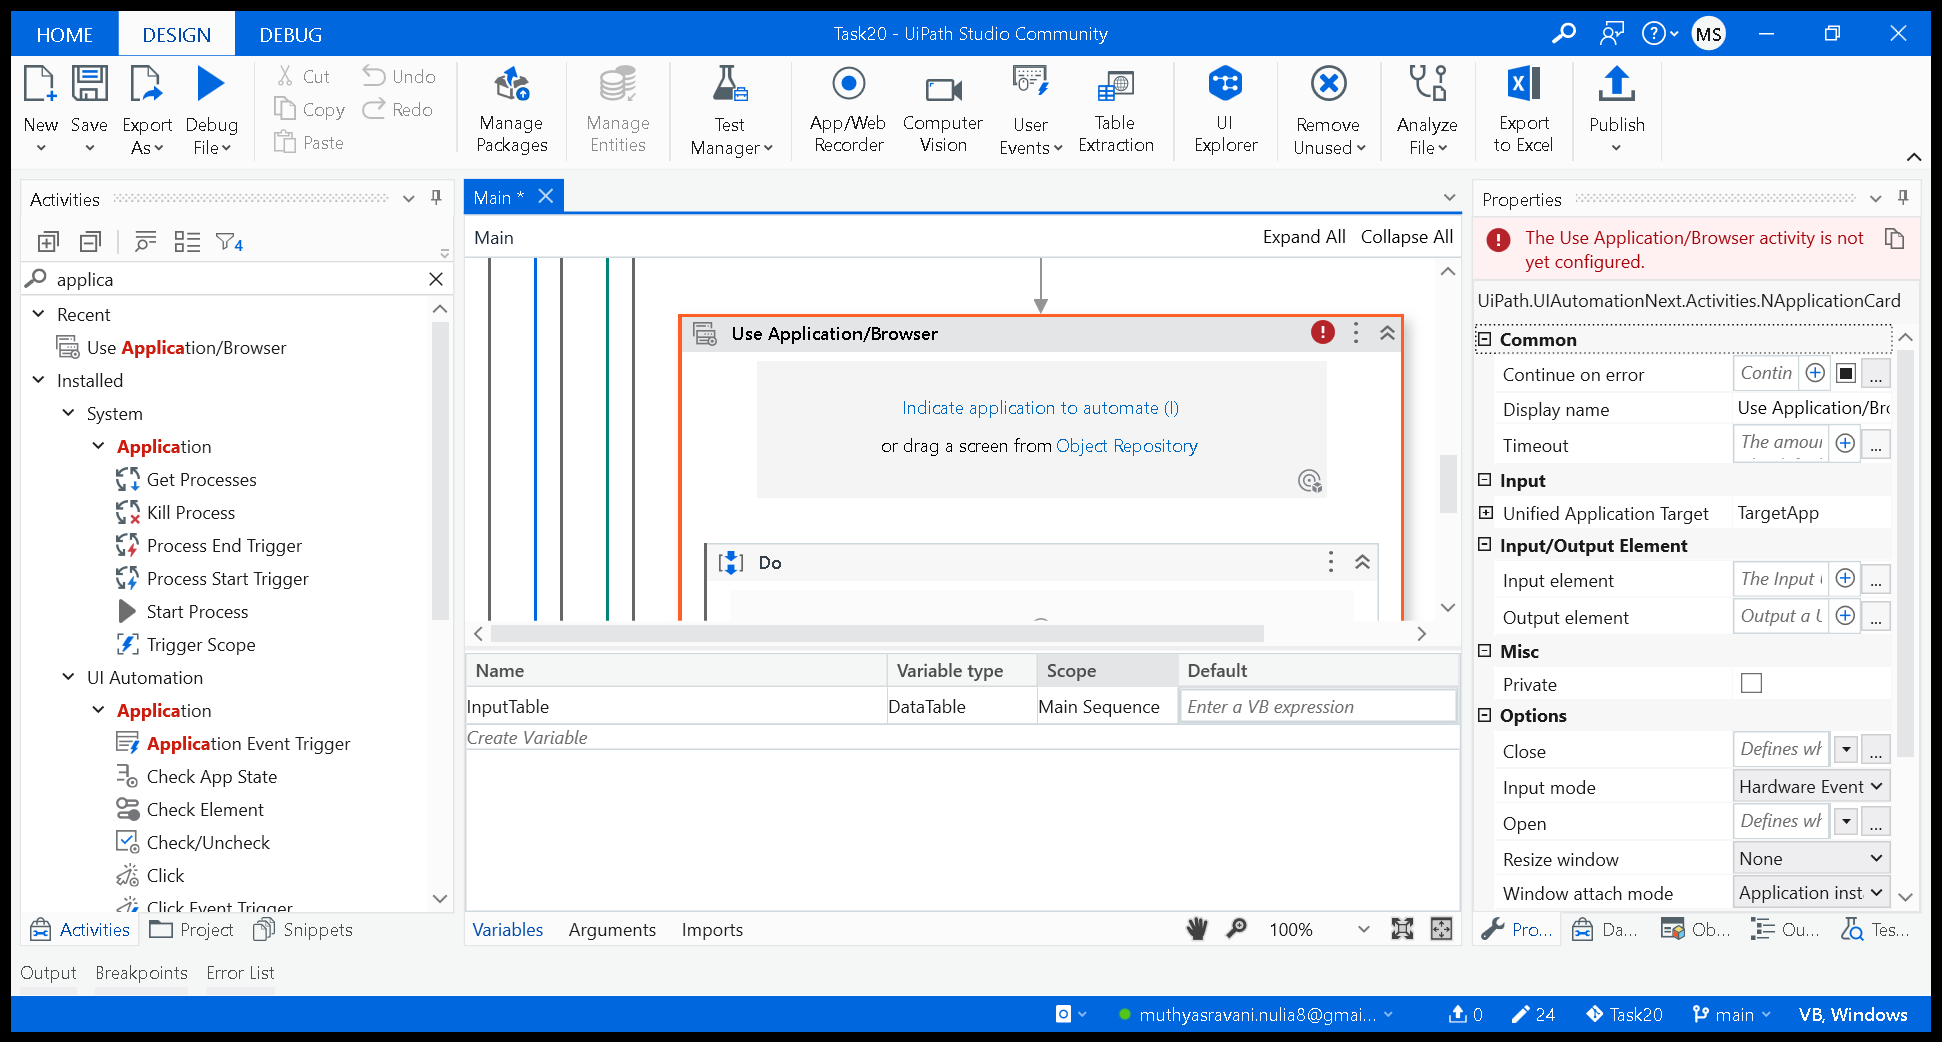 HOME DESIGN DEBUG Task20 - UiPath Studio Community MS
New Save Export As Debug File
Cut Copy Paste Undo Redo
Manage Packages
Manage Entities
Test Manager
App/Web Recorder
Computer Vision
User Events
Table Extraction
UI Explorer
Remove Unused
Analyze File
Export to Excel
Publish
Activities
4
applica
Recent
Use Application/Browser
Installed
System
Application
Get Processes
Kill Process
Process End Trigger
Process Start Trigger
Start Process
Trigger Scope
UI Automation
Application
Application Event Trigger
Check App State
Check Element
Check/Uncheck
Click
Click Event Trigger
Activities Project Snippets
Main *
Main Expand All Collapse All
Use Application/Browser
Indicate application to automate (I)
or drag a screen from Object Repository
Do
Name Variable type Scope Default
InputTable DataTable Main Sequence Enter a VB expression
Create Variable
Variables Arguments Imports 100%
Properties
The Use Application/Browser activity is not
yet configured.
UiPath.UIAutomationNext.Activities.NApplicationCard
Common
Continue on error Contin ...
Display name Use Application/Br
Timeout The amou ...
Input
Unified Application Target TargetApp
Input/Output Element
Input element The Input ...
Output element Output a U ...
Misc
Private
Options
Close Defines wh ...
Input mode Hardware Event
Open Defines wh ...
Resize window None
Window attach mode Application inst
Pro... Da... Ob... Ou... Tes...
Output Breakpoints Error List
muthyasravani.nulia8@gmai... 0 24 Task20 main VB, Windows